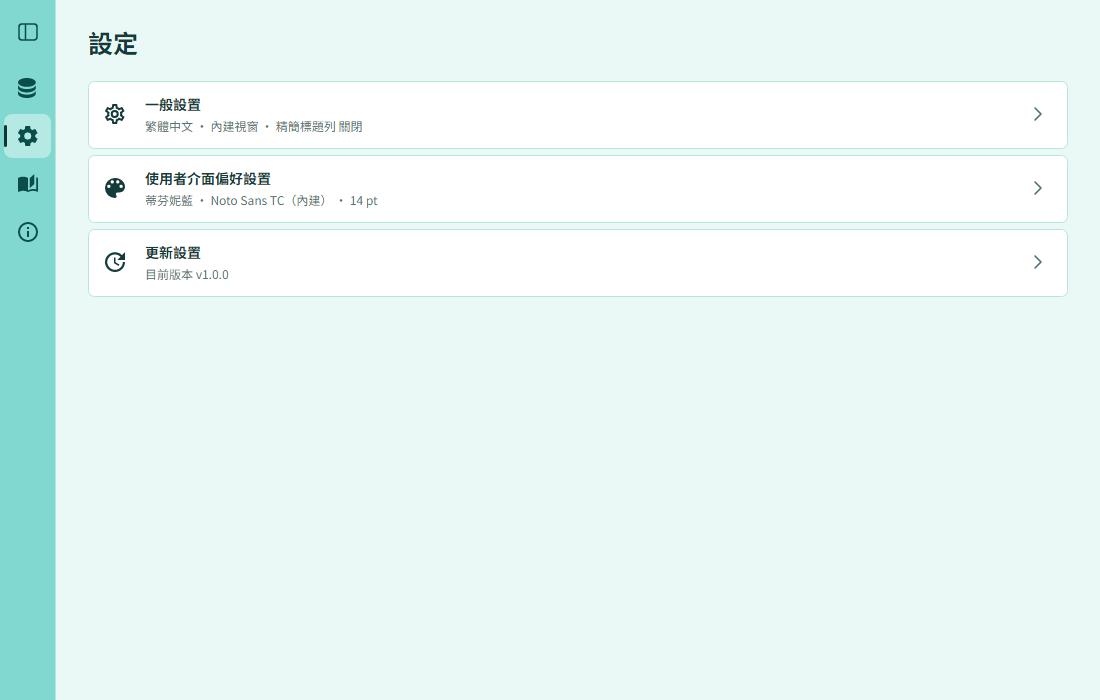 設定
一般設置
繁體中文 • 內建視窗 • 精簡標題列 關閉
使用者介面偏好設置
蒂芬妮藍 • Noto Sans TC（內建） • 14 pt
更新設置
目前版本 v1.0.0